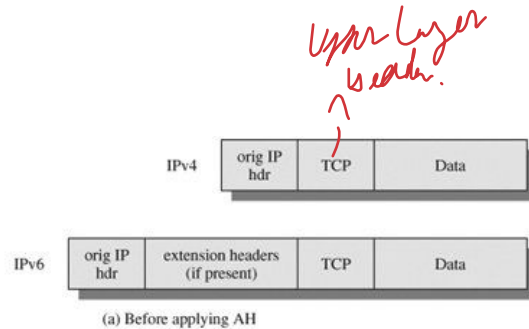 Upper layer
header.
IPv4
orig IP
hdr
TCP
Data
IPv6
orig IP
hdr
extension headers
(if present)
TCP
Data
(a) Before applying AH